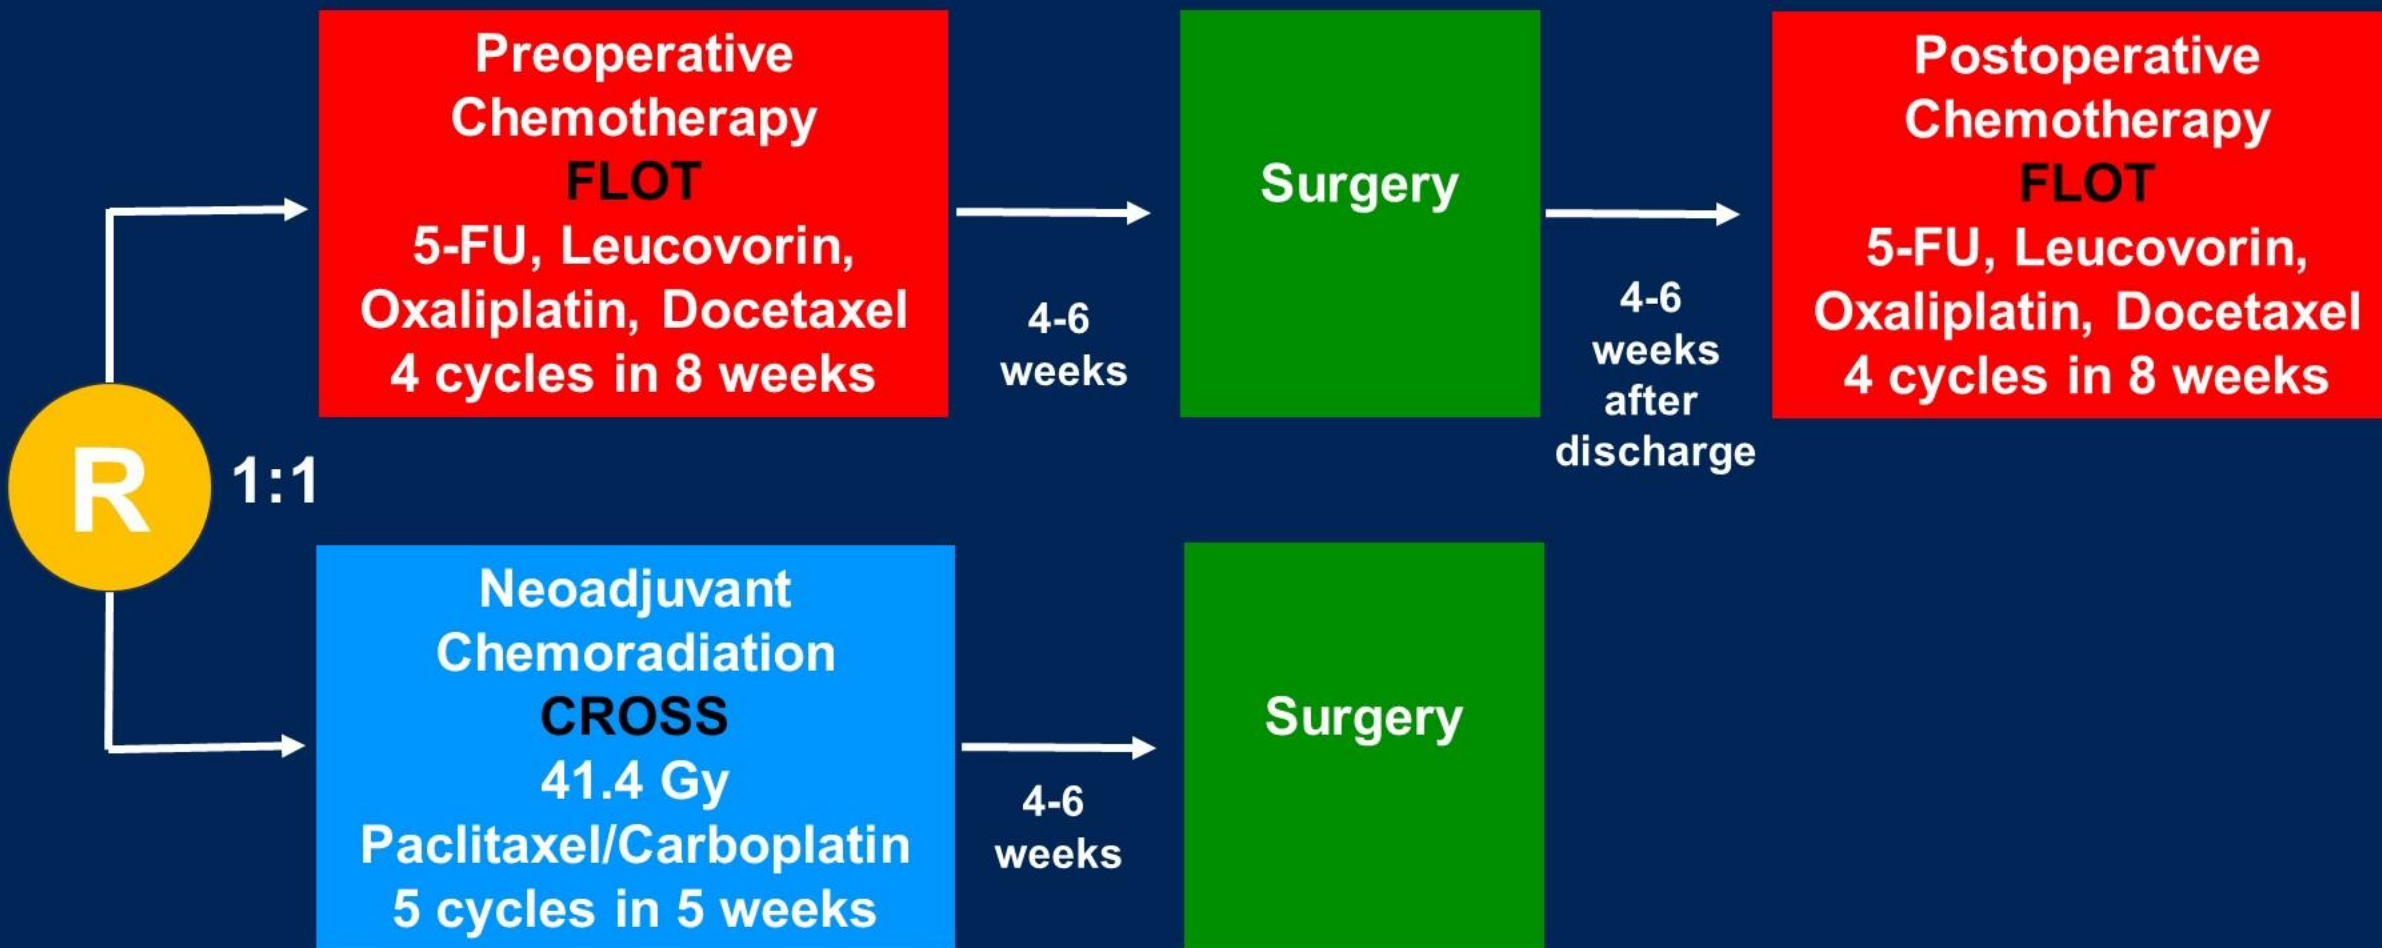 Preoperative
Chemotherapy
FLOT
5-FU, Leucovorin,
Oxaliplatin, Docetaxel
4 cycles in 8 weeks
4-6
weeks
Surgery
4-6
weeks
after
discharge
Postoperative
Chemotherapy
FLOT
5-FU, Leucovorin,
Oxaliplatin, Docetaxel
4 cycles in 8 weeks
R
1:1
Neoadjuvant
Chemoradiation
CROSS
41.4 Gy
Paclitaxel/Carboplatin
5 cycles in 5 weeks
4-6
weeks
Surgery